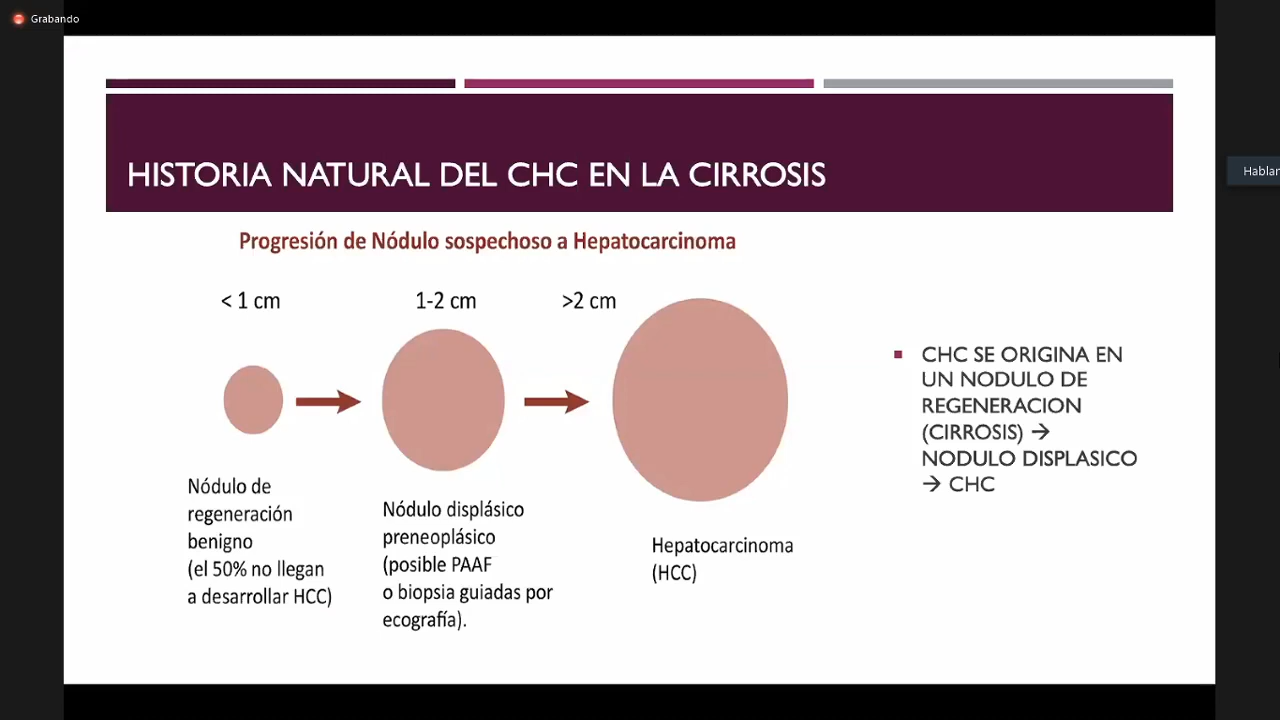 Grabando
HISTORIA NATURAL DEL CHC EN LA CIRROSIS
Progresión de Nódulo sospechoso a Hepatocarcinoma
< 1 cm
1-2 cm
>2 cm
Nódulo de
regeneración
benigno
(el 50% no llegan
a desarrollar HCC)
Nódulo displásico
preneoplásico
(posible PAAF
o biopsia guiadas por
ecografía).
Hepatocarcinoma
(HCC)
▪ CHC SE ORIGINA EN
UN NODULO DE
REGENERACION
(CIRROSIS) →
NODULO DISPLASICO
→ CHC